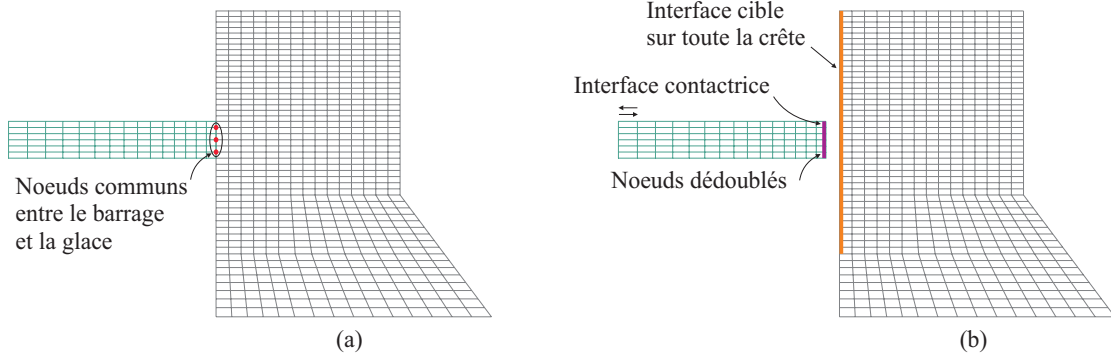 Noeuds communs
entre le barrage
et la glace
(a)
Interface cible
sur toute la crête
Interface contactrice
Noeuds dédoublés
(b)